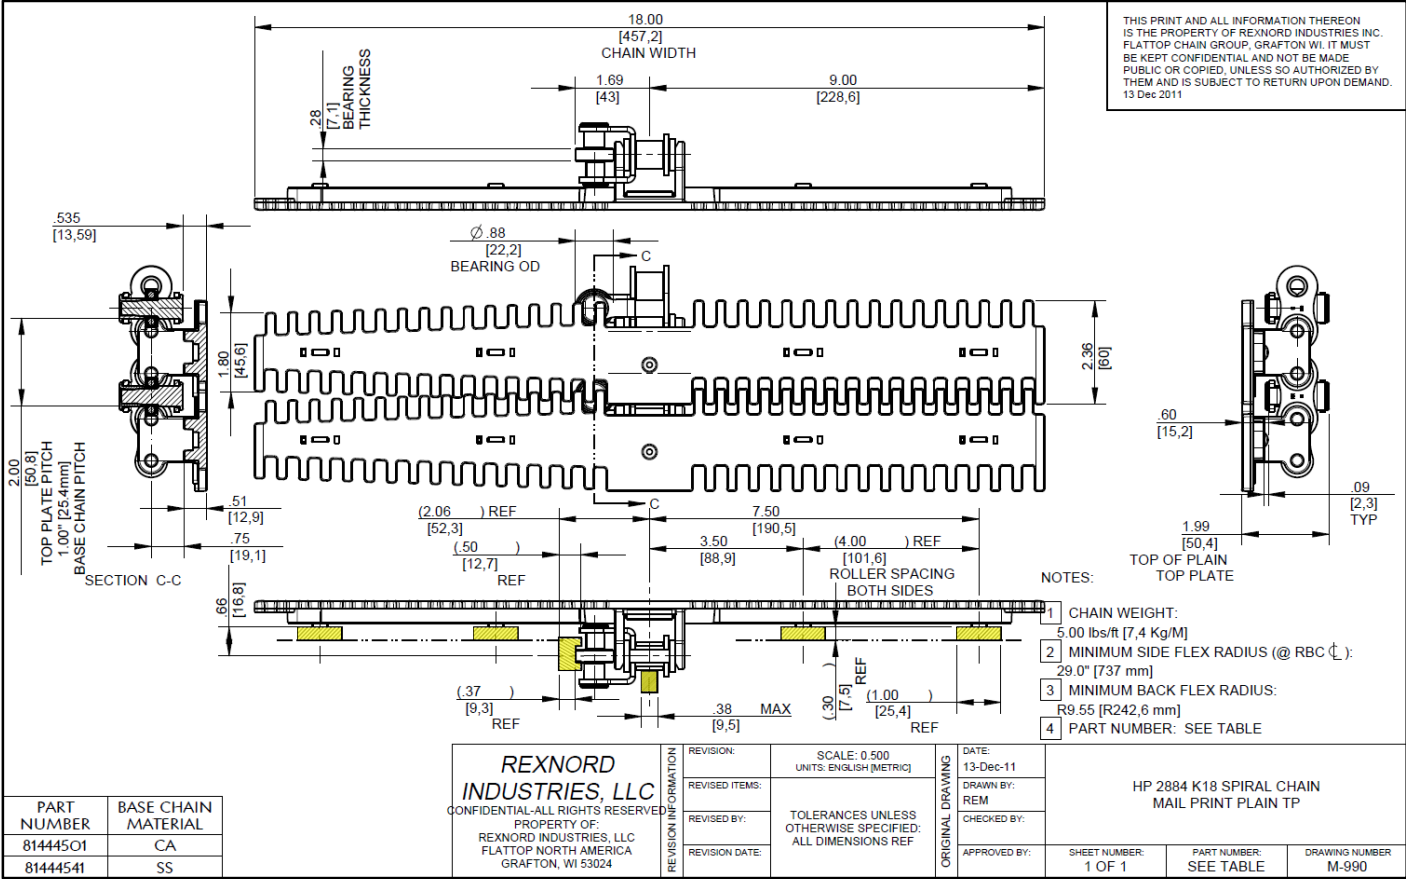 18.00
[457,2]
CHAIN WIDTH
THIS PRINT AND ALL INFORMATION THEREON
IS THE PROPERTY OF REXNORD INDUSTRIES INC.
FLATTOP CHAIN GROUP, GRAFTON WI. IT MUST
BE KEPT CONFIDENTIAL AND NOT BE MADE
PUBLIC OR COPIED, UNLESS SO AUTHORIZED BY
THEM AND IS SUBJECT TO RETURN UPON DEMAND.
13 Dec 2011
.28
[7,1]
BEARING
THICKNESS
1.69
[43]
9.00
[228,6]
.535
[13,59]
Ø.88
[22,2]
BEARING OD
C
1.80
[45,6]
2.36
[60]
.60
[15,2]
2.00
[50,8]
TOP PLATE PITCH
1.00" [25.4mm]
BASE CHAIN PITCH
.51
[12,9]
.75
[19,1]
SECTION C-C
C
(2.06 ) REF
[52,3]
7.50
[190,5]
(.50 )
[12,7]
REF
3.50
[88,9]
(4.00 ) REF
[101,6]
ROLLER SPACING
BOTH SIDES
.09
[2,3]
TYP
1.99
[50,4]
TOP OF PLAIN
TOP PLATE
.66
[16,8]
(.37 )
[9,3]
REF
.38 MAX
[9,5]
(.30 )
[7,5]
REF
(1.00 )
[25,4]
REF
NOTES:
1 CHAIN WEIGHT:
5.00 lbs/ft [7,4 Kg/M]
2 MINIMUM SIDE FLEX RADIUS (@ RBC ℄ ):
29.0" [737 mm]
3 MINIMUM BACK FLEX RADIUS:
R9.55 [R242,6 mm]
4 PART NUMBER: SEE TABLE
PART NUMBER BASE CHAIN MATERIAL
81444501 CA
81444541 SS
REXNORD
INDUSTRIES, LLC
CONFIDENTIAL-ALL RIGHTS RESERVED
PROPERTY OF:
REXNORD INDUSTRIES, LLC
FLATTOP NORTH AMERICA
GRAFTON, WI 53024
REVISION INFORMATION
REVISION:
REVISED ITEMS:
REVISED BY:
REVISION DATE:
SCALE: 0.500
UNITS: ENGLISH [METRIC]
TOLERANCES UNLESS
OTHERWISE SPECIFIED:
ALL DIMENSIONS REF
ORIGINAL DRAWING
DATE:
13-Dec-11
DRAWN BY:
REM
CHECKED BY:
APPROVED BY:
HP 2884 K18 SPIRAL CHAIN
MAIL PRINT PLAIN TP
SHEET NUMBER:
1 OF 1
PART NUMBER:
SEE TABLE
DRAWING NUMBER
M-990